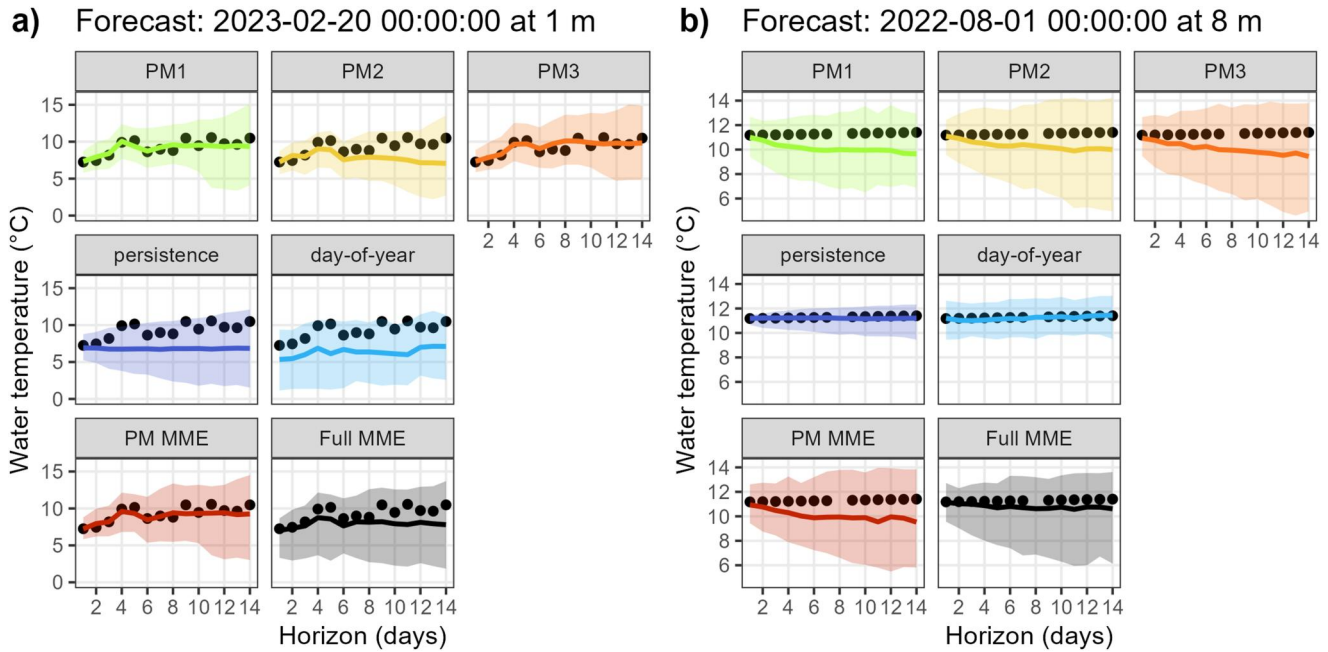 a) Forecast: 2023-02-20 00:00:00 at 1 m
PM1 PM2 PM3
15
10
5
0
2 4 6 8 10 12 14
persistence day-of-year
15
10
5
0
PM MME Full MME
15
10
5
0
2 4 6 8 10 12 14 2 4 6 8 10 12 14
Water temperature (°C)
Horizon (days)
b) Forecast: 2022-08-01 00:00:00 at 8 m
PM1 PM2 PM3
14
12
10
8
6
2 4 6 8 10 12 14
persistence day-of-year
14
12
10
8
6
PM MME Full MME
14
12
10
8
6
2 4 6 8 10 12 14 2 4 6 8 10 12 14
Water temperature (°C)
Horizon (days)